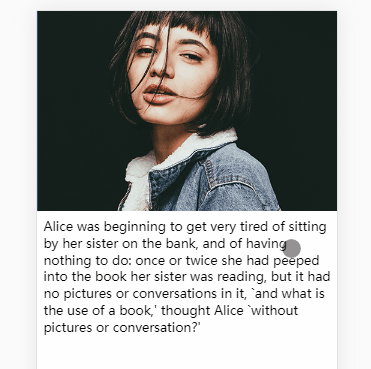 Alice was beginning to get very tired of sitting
by her sister on the bank, and of having
nothing to do: once or twice she had peeped
into the book her sister was reading, but it had
no pictures or conversations in it, `and what is
the use of a book,' thought Alice `without
pictures or conversation?'